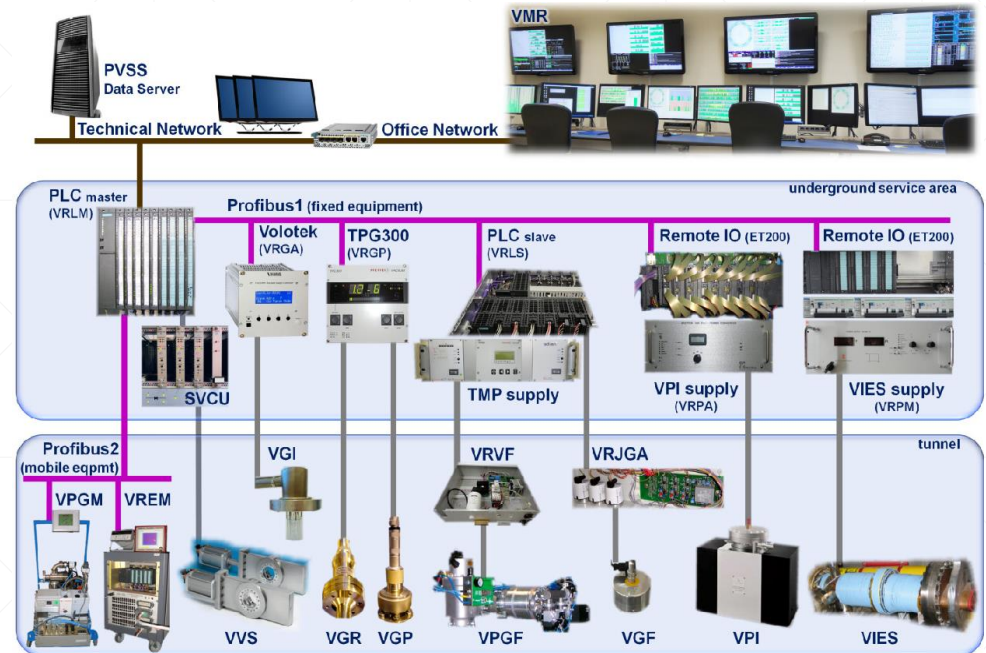 VMR
PVSS
Data Server
Technical Network
Office Network
underground service area
PLC master
(VRLM)
Profibus1 (fixed equipment)
Volotek
(VRGA)
TPG300
(VRGP)
PLC slave
(VRLS)
Remote IO (ET200)
Remote IO (ET200)
SVCU
TMP supply
VPI supply
(VRPA)
VIES supply
(VRPM)
tunnel
Profibus2
(mobile eqpmt)
VPGM
VREM
VGI
VRVF
VRJGA
VVS
VGR
VGP
VPGF
VGF
VPI
VIES